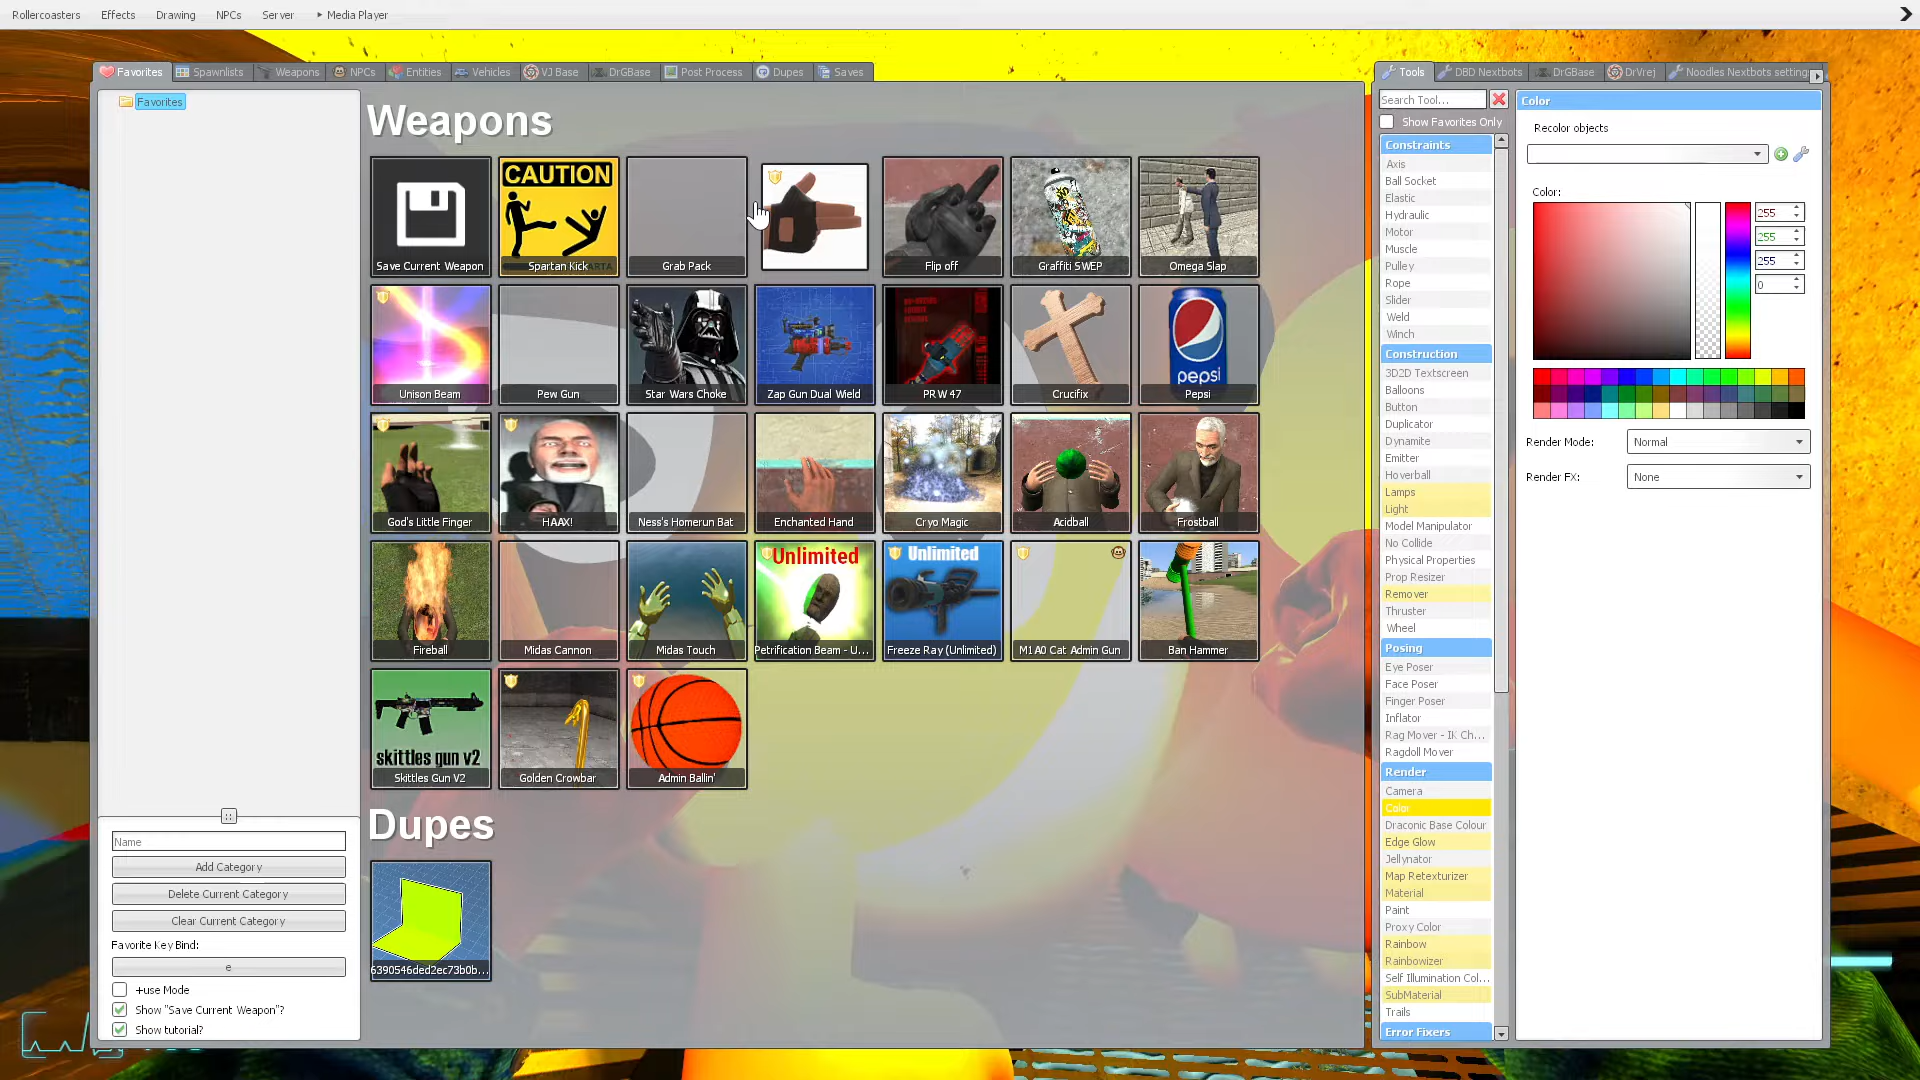 Rollercoasters Effects Drawing NPCs Server Media Player
Favorites Spawnlists Weapons NPCs Entities Vehicles VJ Base DrGBase Post Process Dupes Saves
Tools DBD Nextbots DrGBase DrVrej Noodles Nextbots setting
Favorites
Weapons
Save Current Weapon
CAUTION
Spartan Kick
Grab Pack
Flip off
Graffiti SWEP
Omega Slap
Unison Beam
Pew Gun
Star Wars Choke
Zap Gun Dual Wield
PRW 47
Crucifix
pepsi
Pepsi
God's Little Finger
HAAX!
Ness's Homerun Bat
Enchanted Hand
Cryo Magic
Acidball
Frostball
Fireball
Midas Cannon
Midas Touch
Unlimited
Petrification Beam - U...
Unlimited
Freeze Ray (Unlimited)
M1A0 Cat Admin Gun
Ban Hammer
skittles gun v2
Skittles Gun V2
Golden Crowbar
Admin Ballin'
Dupes
6390546ded2ec73b0b...
Name
Add Category
Delete Current Category
Clear Current Category
Favorite Key Bind:
e
+use Mode
Show "Save Current Weapon"?
Show tutorial?
Search Tool...
Show Favorites Only
Constraints
Axis
Ball Socket
Elastic
Hydraulic
Motor
Muscle
Pulley
Rope
Slider
Weld
Winch
Construction
3D2D Textscreen
Balloons
Button
Duplicator
Dynamite
Emitter
Hoverball
Lamps
Light
Model Manipulator
No Collide
Physical Properties
Prop Resizer
Remover
Thruster
Wheel
Posing
Eye Poser
Face Poser
Finger Poser
Inflator
Rag Mover - IK Ch...
Ragdoll Mover
Render
Camera
Color
Draconic Base Colour
Edge Glow
Jellynator
Map Retexturizer
Material
Paint
Proxy Color
Rainbow
Rainbowizer
Self Illumination Col...
SubMaterial
Trails
Error Fixers
Color
Recolor objects
Color:
255
255
255
0
Render Mode: Normal
Render FX: None